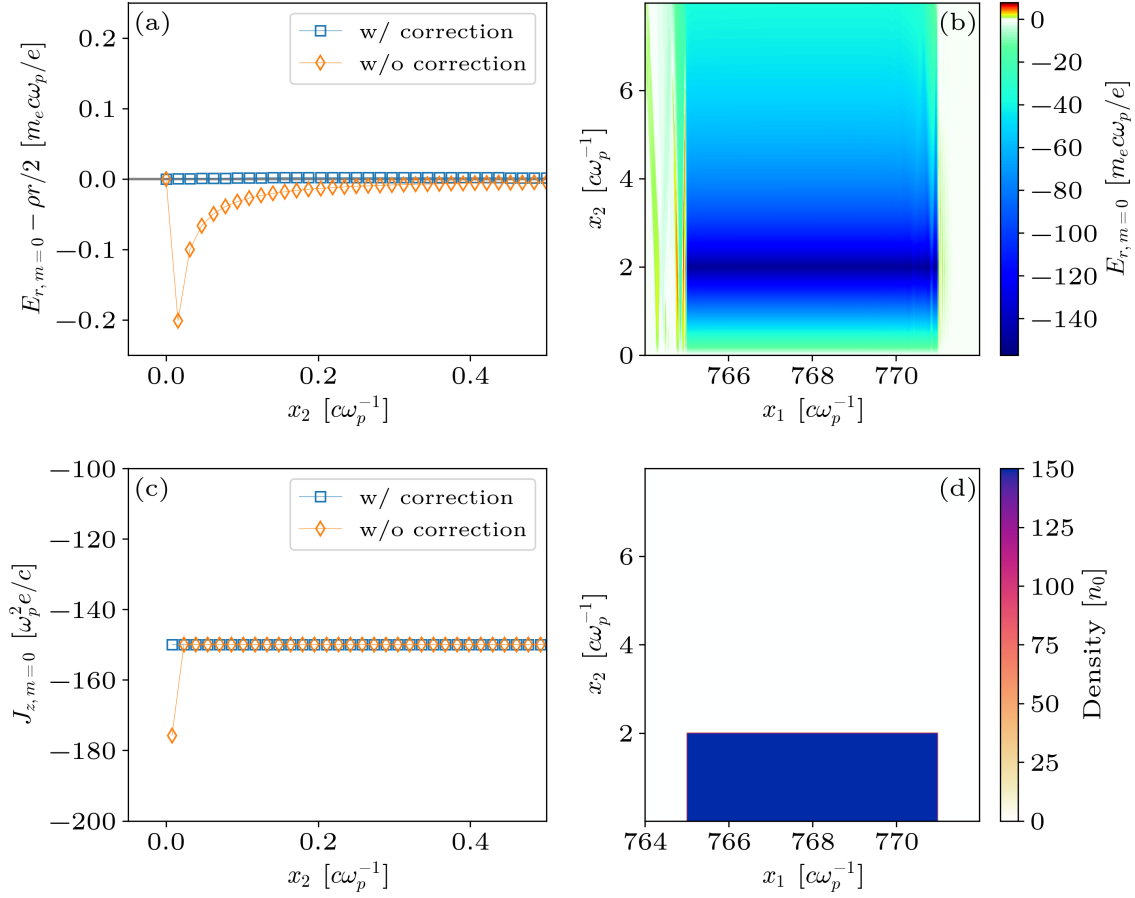 (a)
w/ correction
w/o correction
0.2
0.1
0.0
−0.1
−0.2
E_{r,m=0} − ρr/2 [m_e cω_p/e]
0.0 0.2 0.4
x_2 [cω_p^{−1}]
(b)
0
2
4
6
x_2 [cω_p^{−1}]
766 768 770
x_1 [cω_p^{−1}]
0
−20
−40
−60
−80
−100
−120
−140
E_{r,m=0} [m_e cω_p/e]
(c)
w/ correction
w/o correction
−100
−120
−140
−160
−180
−200
J_{z,m=0} [ω_p^2 e/c]
0.0 0.2 0.4
x_2 [cω_p^{−1}]
(d)
2
4
6
x_2 [cω_p^{−1}]
764 766 768 770
x_1 [cω_p^{−1}]
150
125
100
75
50
25
0
Density [n_0]